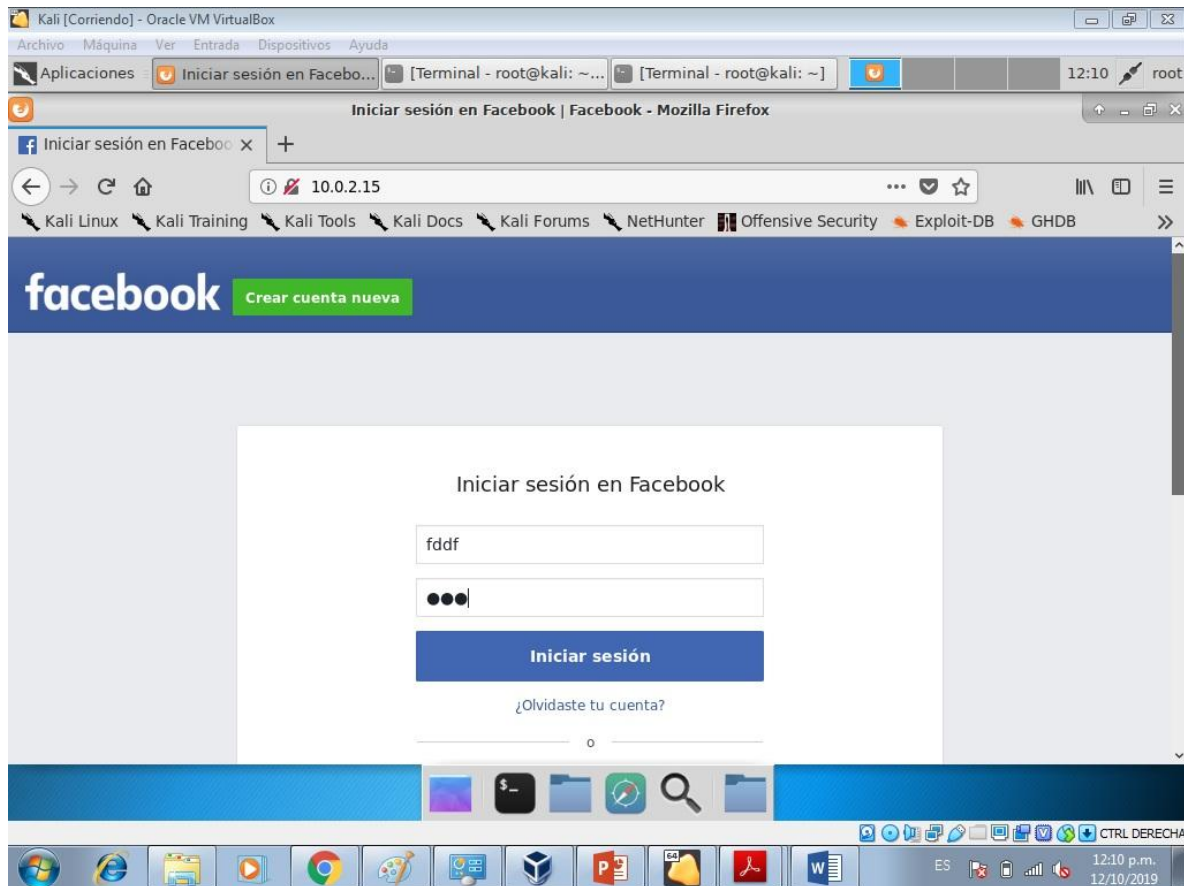 Kali [Corriendo] - Oracle VM VirtualBox
Archivo Máquina Ver Entrada Dispositivos Ayuda
Aplicaciones Iniciar sesión en Facebo... [Terminal - root@kali: ~... [Terminal - root@kali: ~] 12:10 root
Iniciar sesión en Facebook | Facebook - Mozilla Firefox
Iniciar sesión en Faceboo
10.0.2.15
Kali Linux Kali Training Kali Tools Kali Docs Kali Forums NetHunter Offensive Security Exploit-DB GHDB
facebook Crear cuenta nueva
Iniciar sesión en Facebook
fddf
Iniciar sesión
¿Olvidaste tu cuenta?
o
CTRL DERECHA
64
ES 12:10 p.m.
12/10/2019